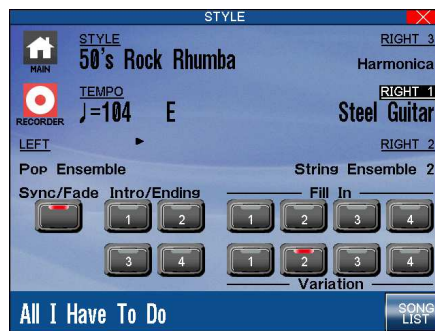 STYLE
STYLE
RIGHT 3
50's Rock Rhumba
MAIN
Harmonica
TEMPO
RIGHT 1
RECORDER
♩=104 E
Steel Guitar
LEFT
RIGHT 2
Pop Ensemble
String Ensemble 2
Sync/Fade Intro/Ending Fill In
1 2 1 2 3 4
3 4 1 2 3 4
Variation
All I Have To Do
SONG
LIST